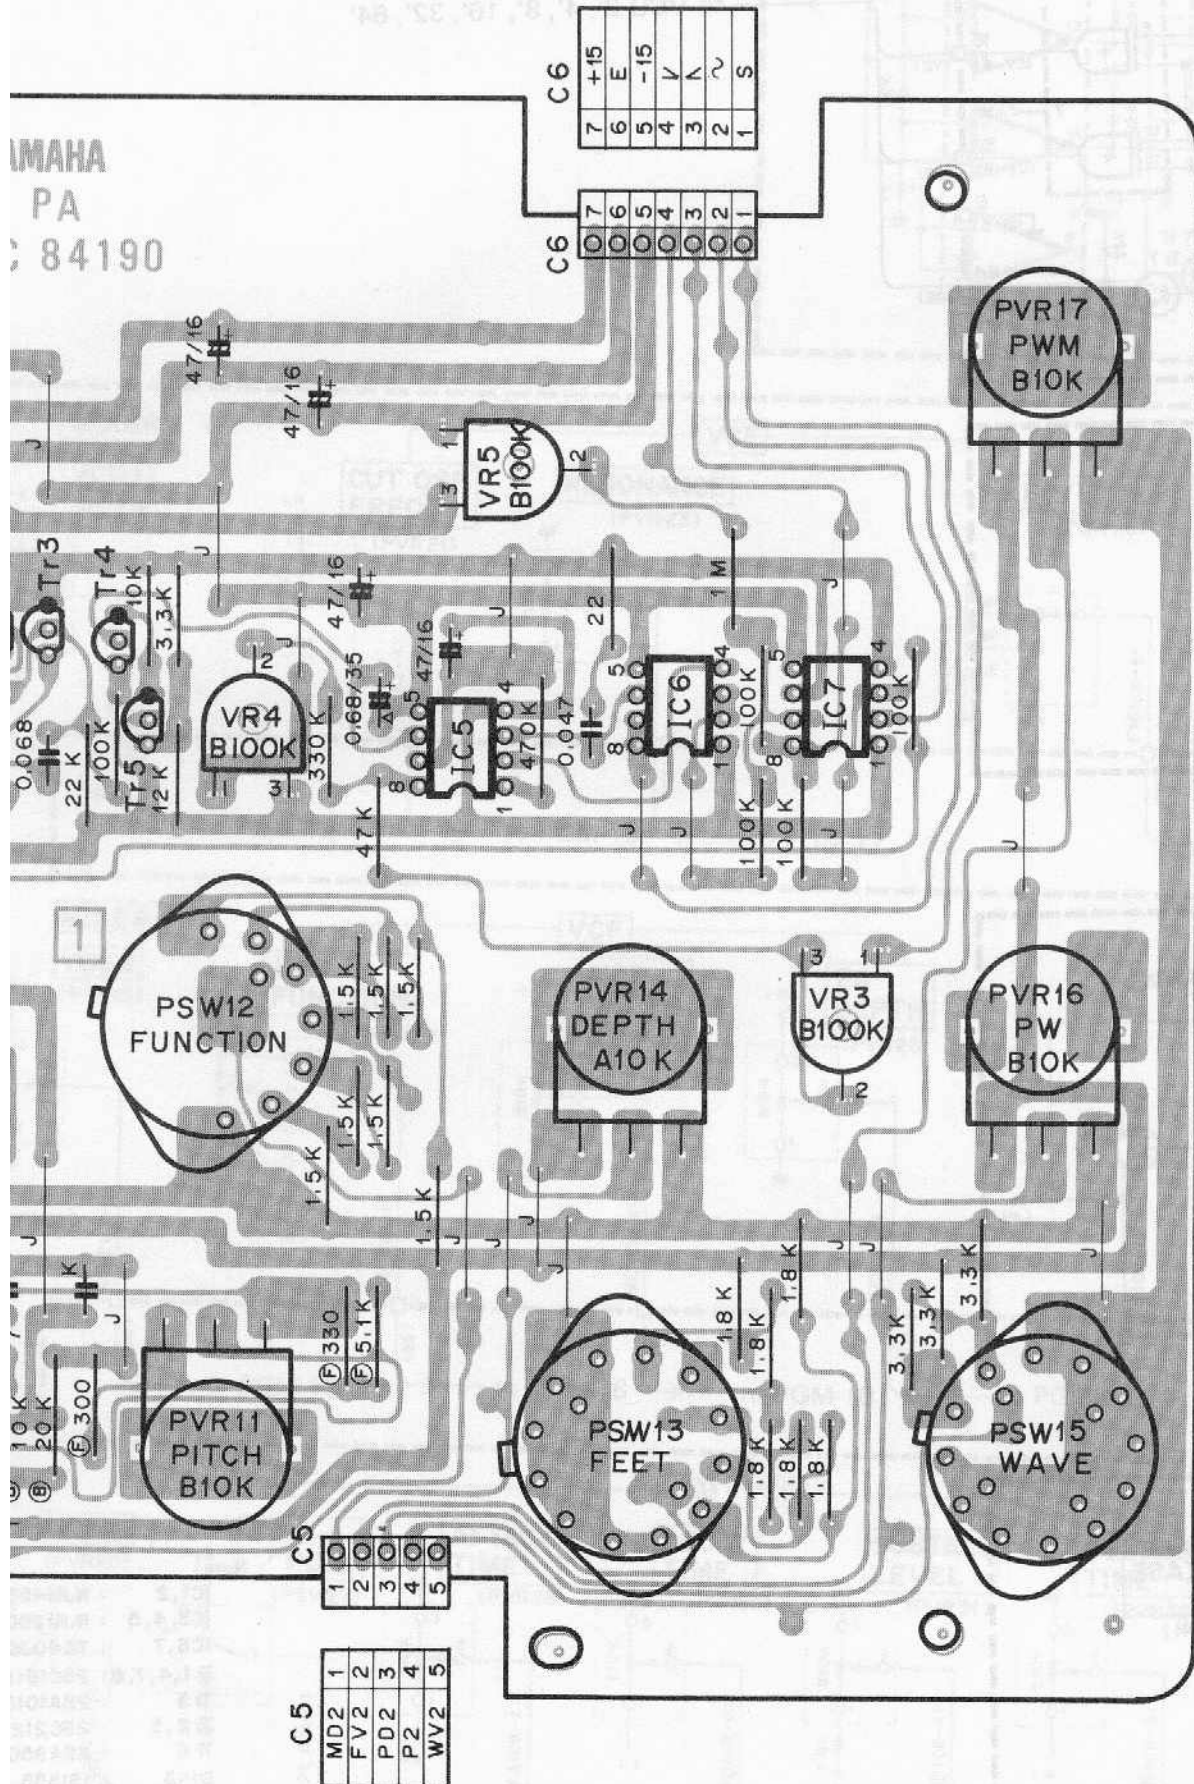 C6
7 +15
6 E
5 -15
4
3
2 ~
1 S
AMAHA
PA
C 84190
C6
7
6
5
4
3
2
1
PVR17
PWM
B10K
47/16
+
47/16
+
J
1
VR5
B100K
2
3
Tr3
Tr4
10K
3,3K
J
47/16
+
J
22
1M
J
2
J
0.68/35
47/16
+
5
4
5
4
5
4
IC6
IC7
100K
100K
0.068
22K
100K
Tr5
12K
VR4
B100K
1
3
330K
IC5
470K
0.047
8
1
8
1
8
1
47K
J
J
100K
100K
J
J
1
PSW12
FUNCTION
1,5K
1,5K
1,5K
PVR14
DEPTH
A10K
3
1
VR3
B100K
2
PVR16
PW
B10K
1,5K
1,5K
1,5K
1,5K
J
J
J
J
J
J
J
J
K
J
1,8K
1,8K
1,8K
3,3K
3,3K
3,3K
10K
20K
F 300
F 330
F 5,1K
B
B
PVR11
PITCH
B10K
PSW13
FEET
1,8K
1,8K
1,8K
PSW15
WAVE
C5
1
2
3
4
5
C5
MD2 1
FV2 2
PD2 3
P2 4
WV2 5